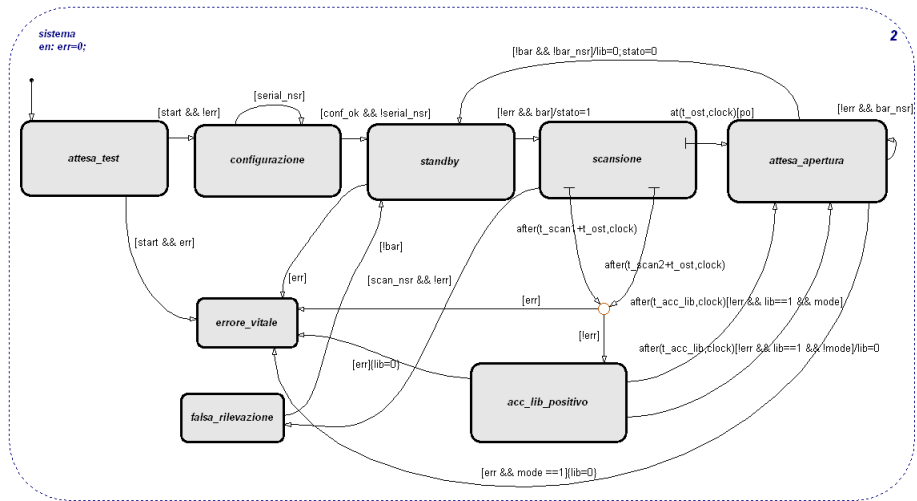 sistema
en: err=0;
2
[!bar && !bar_nsr]/lib=0;stato=0
[serial_nsr]
[start && !err]
[conf_ok && !serial_nsr]
[!err && bar]/stato=1
at(t_ost,clock)[po]
[!err && bar_nsr]
attesa_test
configurazione
standby
scansione
attesa_apertura
after(t_scan1+t_ost,clock)
[start && err]
[!bar]
after(t_scan2+t_ost,clock)
[err]
[scan_nsr && !err]
[err]
after(t_acc_lib,clock)[!err && lib==1 && mode]
errore_vitale
[!err]
after(t_acc_lib,clock)[!err && lib==1 && !mode]/lib=0
[err]{lib=0}
acc_lib_positivo
falsa_rilevazione
[err && mode ==1]{lib=0}